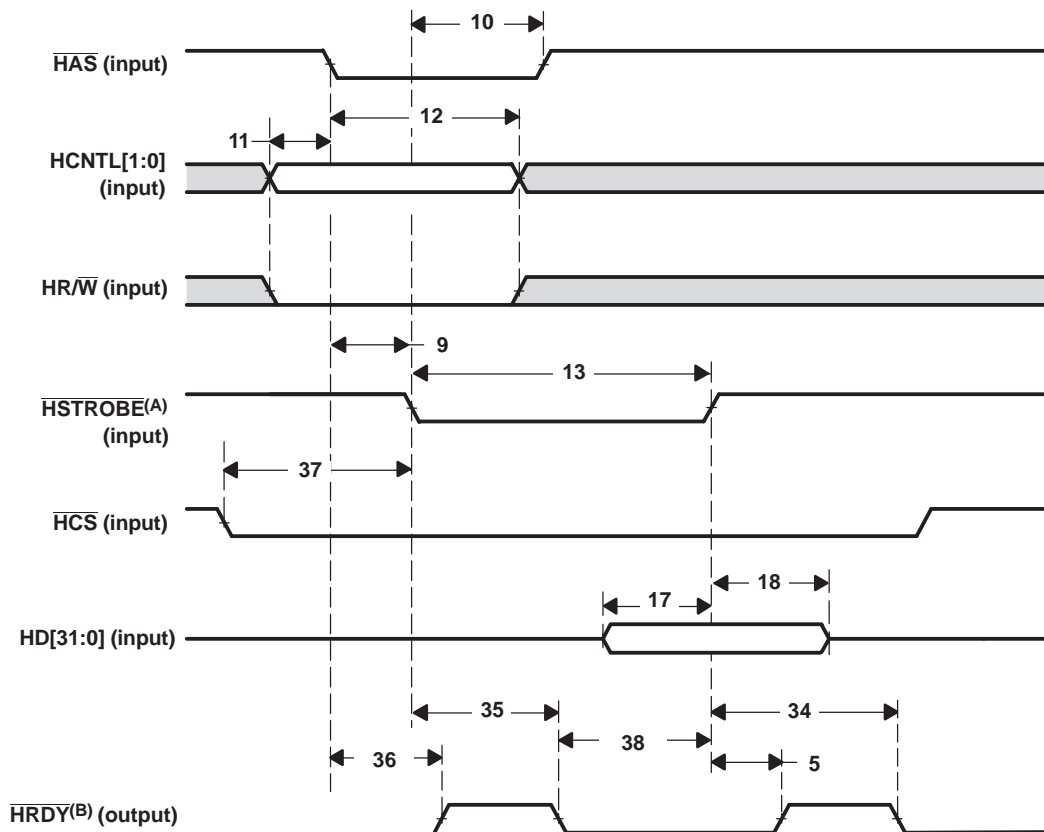 10
HAS (input)
12
11
HCNTL[1:0]
(input)
HR/W (input)
9
13
HSTROBE(A)
(input)
37
HCS (input)
18
17
HD[31:0] (input)
35
34
38
36
5
HRDY(B) (output)